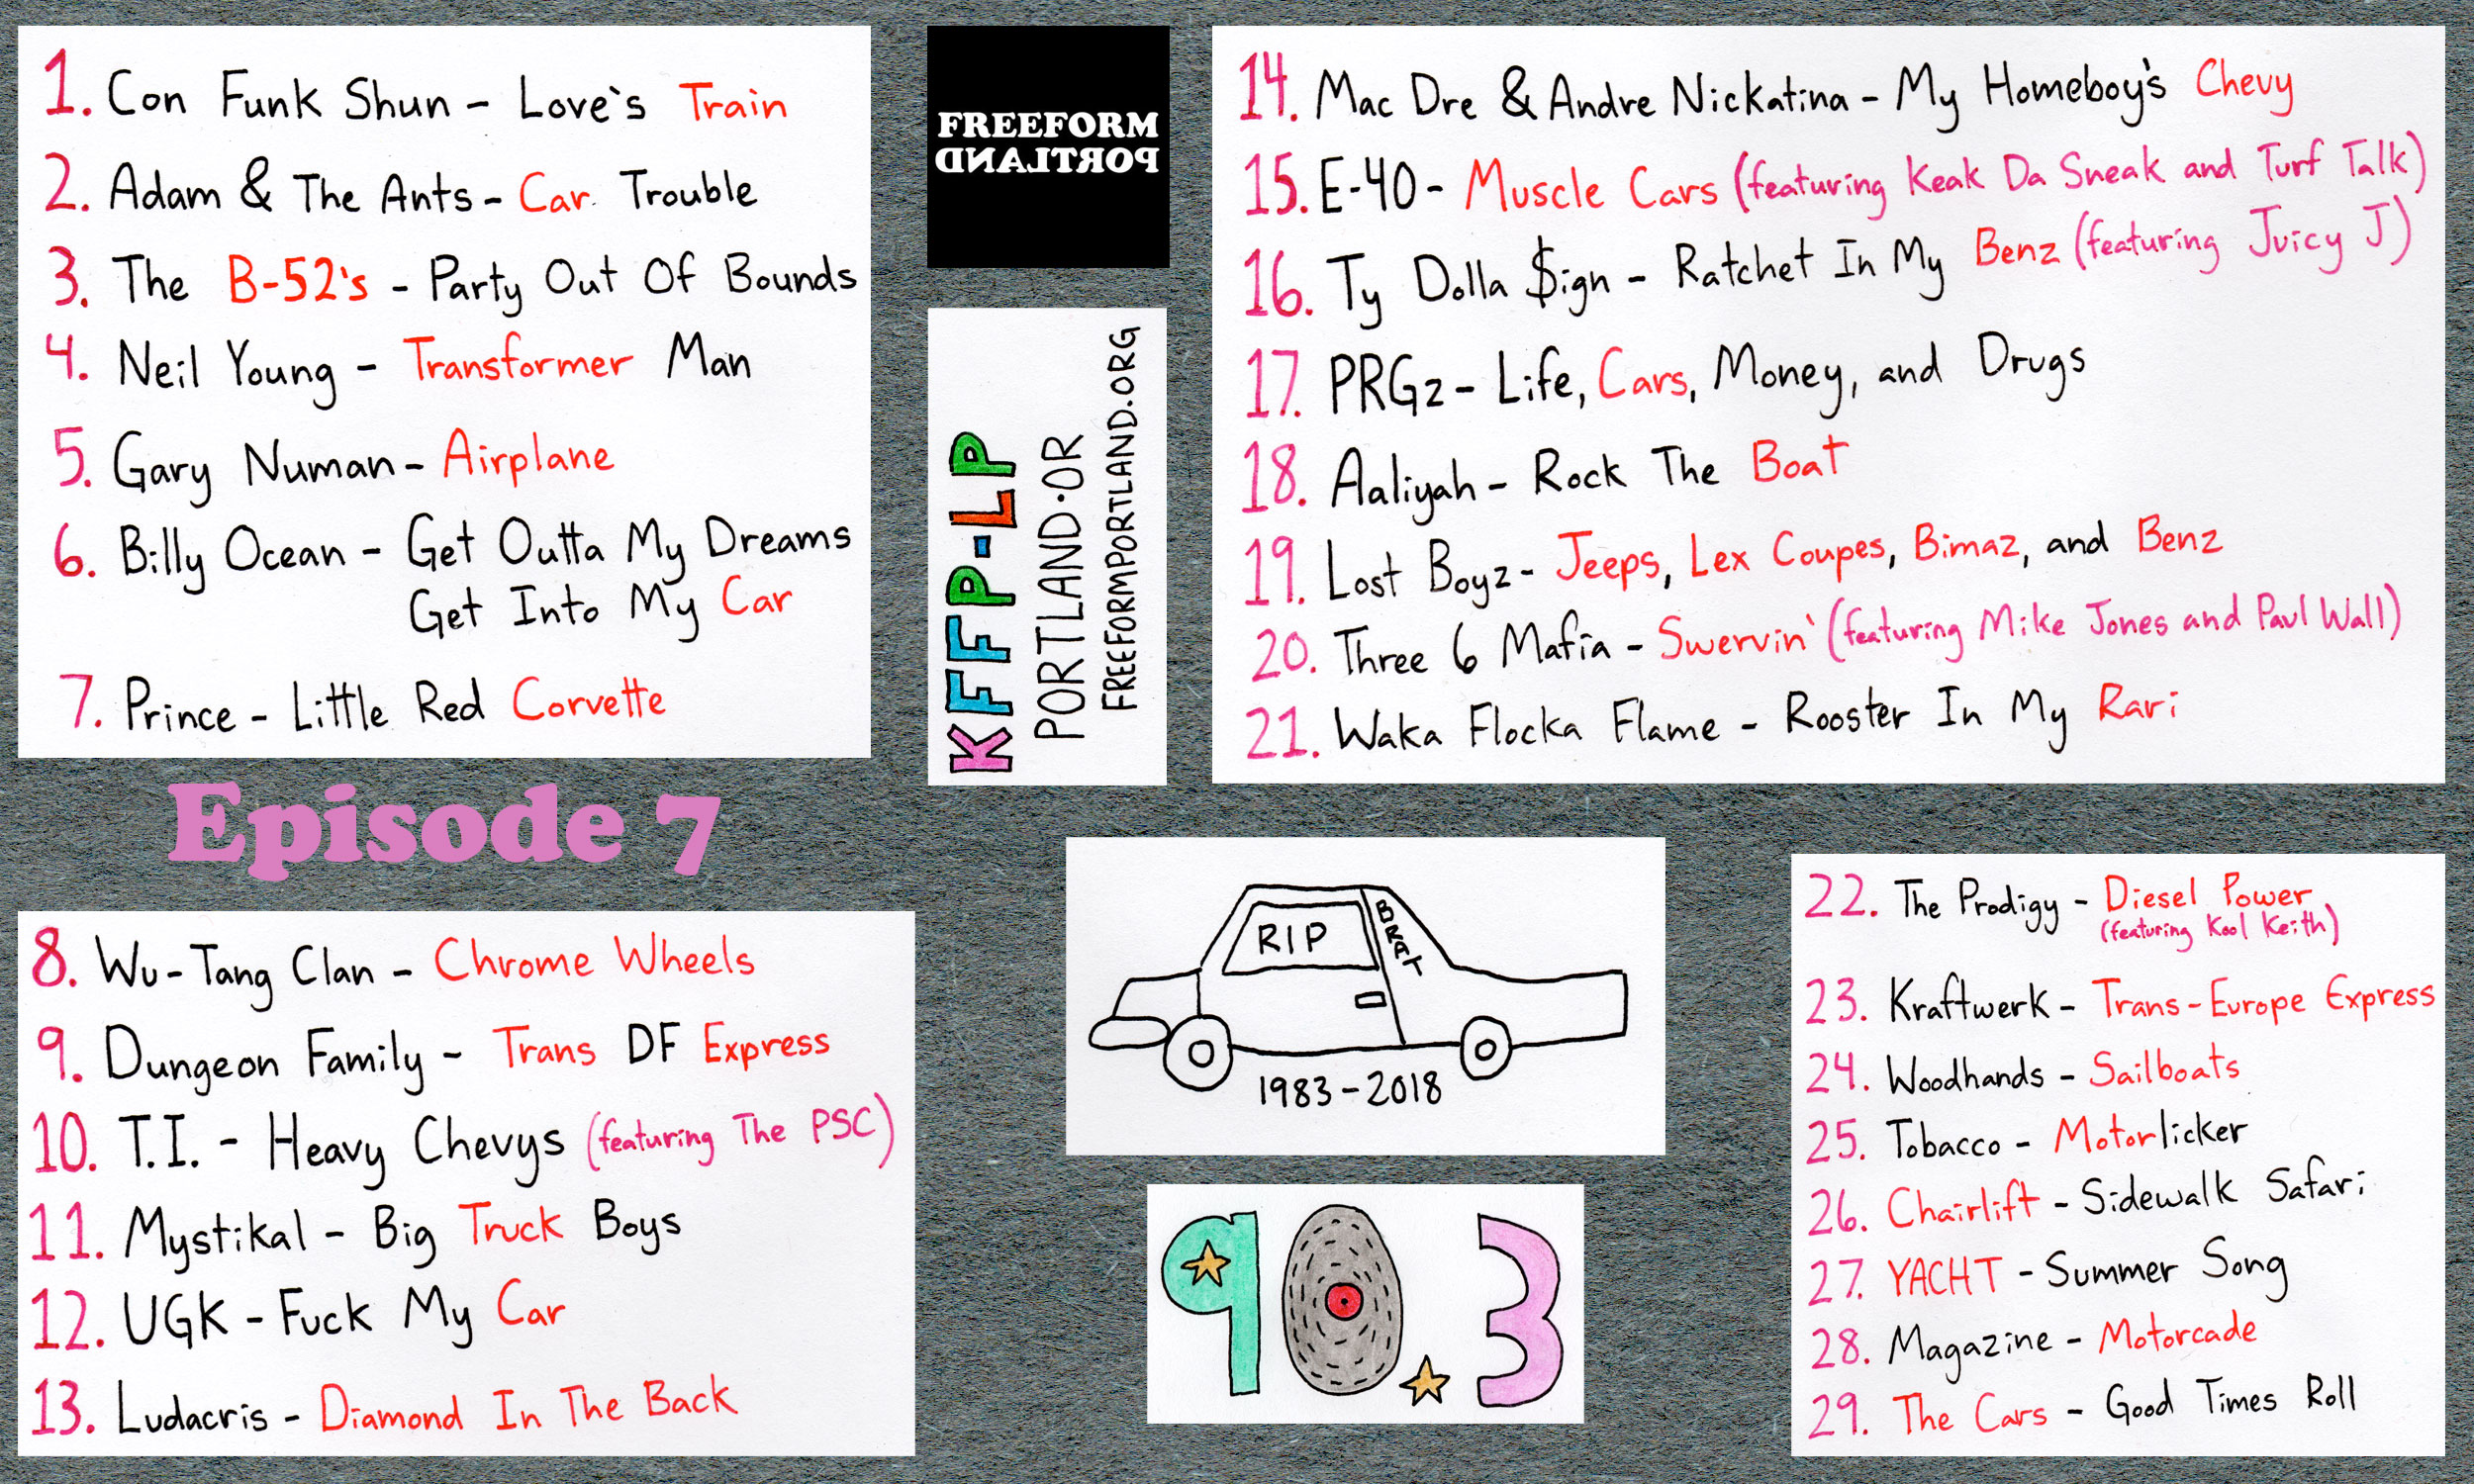 1. Con Funk Shun - Love's Train
2. Adam & The Ants - Car Trouble
3. The B-52's - Party Out Of Bounds
4. Neil Young - Transformer Man
5. Gary Numan - Airplane
6. Billy Ocean - Get Outta My Dreams
Get Into My Car
7. Prince - Little Red Corvette
Episode 7
8. Wu-Tang Clan - Chrome Wheels
9. Dungeon Family - Trans DF Express
10. T.I. - Heavy Chevys (featuring The PSC)
11. Mystikal - Big Truck Boys
12. UGK - Fuck My Car
13. Ludacris - Diamond In The Back
FREEFORM
PORTLAND
KFFP-LP
PORTLAND·OR
FREEFORMPORTLAND.ORG
14. Mac Dre & Andre Nickatina - My Homeboy's Chevy
15. E-40 - Muscle Cars (featuring Keak Da Sneak and Turf Talk)
16. Ty Dolla $ign - Ratchet In My Benz (featuring Juicy J)
17. PRGz - Life, Cars, Money, and Drugs
18. Aaliyah - Rock The Boat
19. Lost Boyz - Jeeps, Lex Coupes, Bimaz, and Benz
20. Three 6 Mafia - Swervin' (featuring Mike Jones and Paul Wall)
21. Waka Flocka Flame - Rooster In My Rari
RIP
BRAT
1983-2018
90.3
22. The Prodigy - Diesel Power
(featuring Kool Keith)
23. Kraftwerk - Trans-Europe Express
24. Woodhands - Sailboats
25. Tobacco - Motorlicker
26. Chairlift - Sidewalk Safari
27. YACHT - Summer Song
28. Magazine - Motorcade
29. The Cars - Good Times Roll